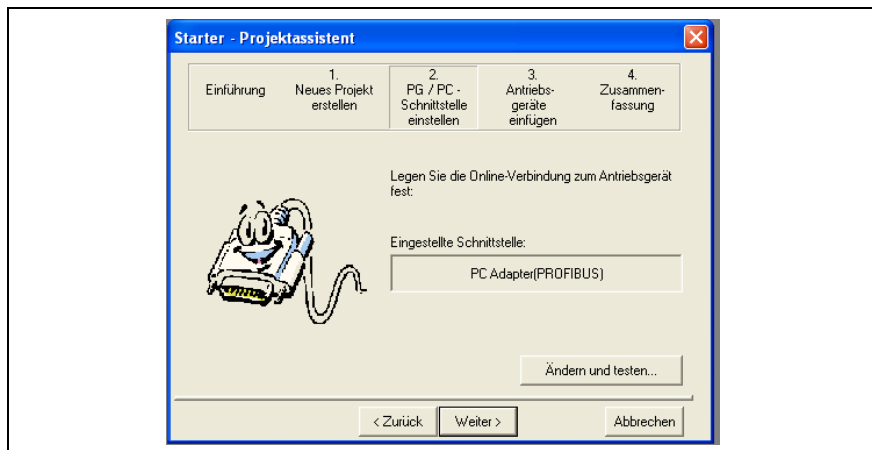 Starter - Projektassistent
Einführung
1.
Neues Projekt
erstellen
2.
PG / PC -
Schnittstelle
einstellen
3.
Antriebs-
geräte
einfügen
4.
Zusammen-
fassung
Legen Sie die Online-Verbindung zum Antriebsgerät
fest:
Eingestellte Schnittstelle:
PC Adapter(PROFIBUS)
Ändern und testen...
< Zurück
Weiter >
Abbrechen